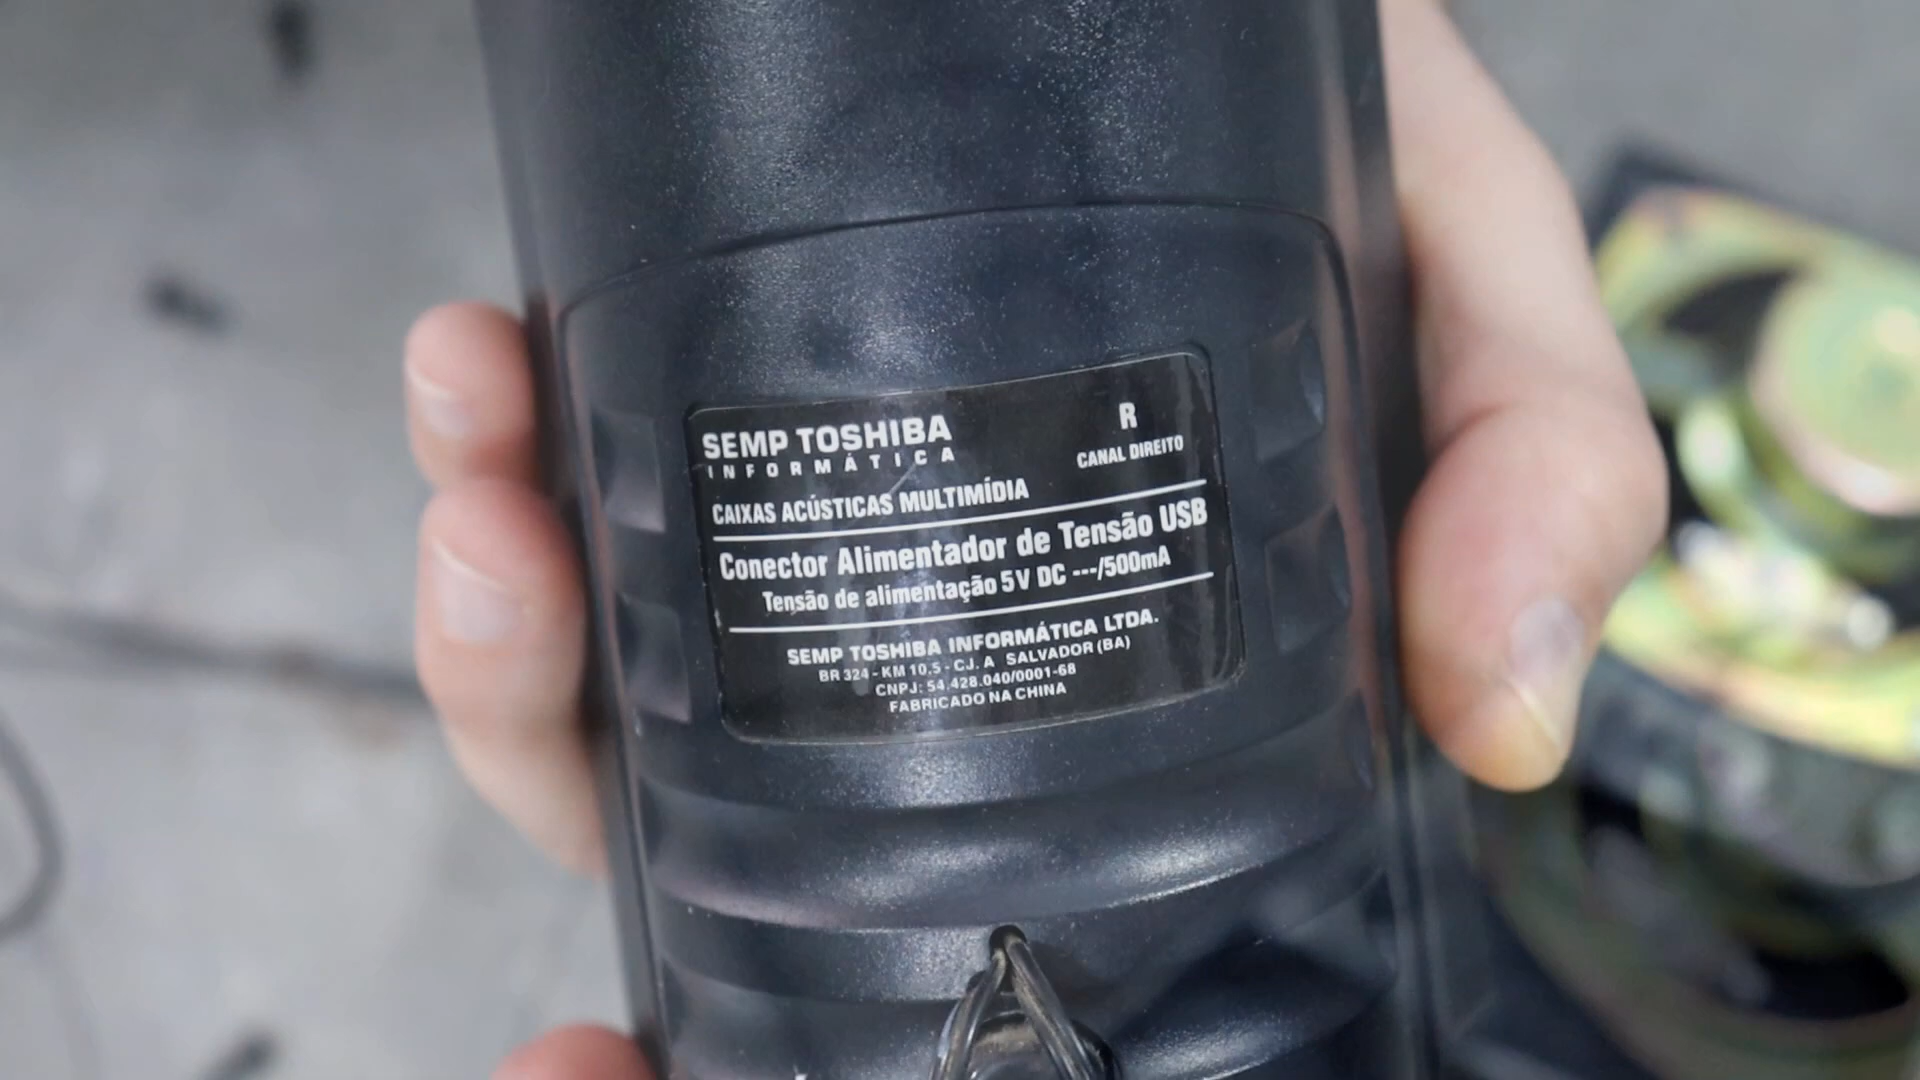 SEMP TOSHIBA
INFORMÁTICA
R
CANAL DIREITO
CAIXAS ACÚSTICAS MULTIMÍDIA
Conector Alimentador de Tensão USB
Tensão de alimentação 5V DC ---/500mA
SEMP TOSHIBA INFORMÁTICA LTDA.
BR 324 - KM 10,5 - CJ. A SALVADOR (BA)
CNPJ: 54.428.040/0001-68
FABRICADO NA CHINA